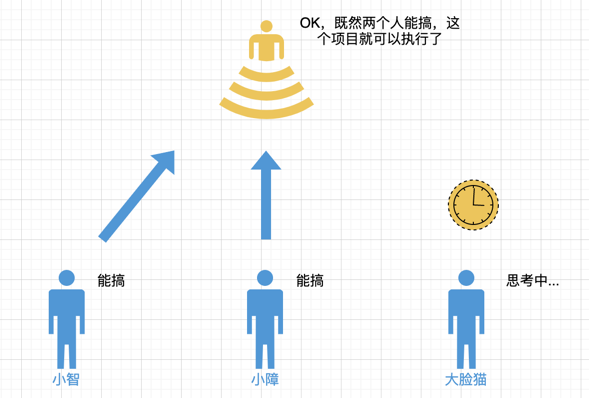 OK，既然两个人能搞，这
个项目就可以执行了
能搞
能搞
思考中...
小智
小障
大脸猫